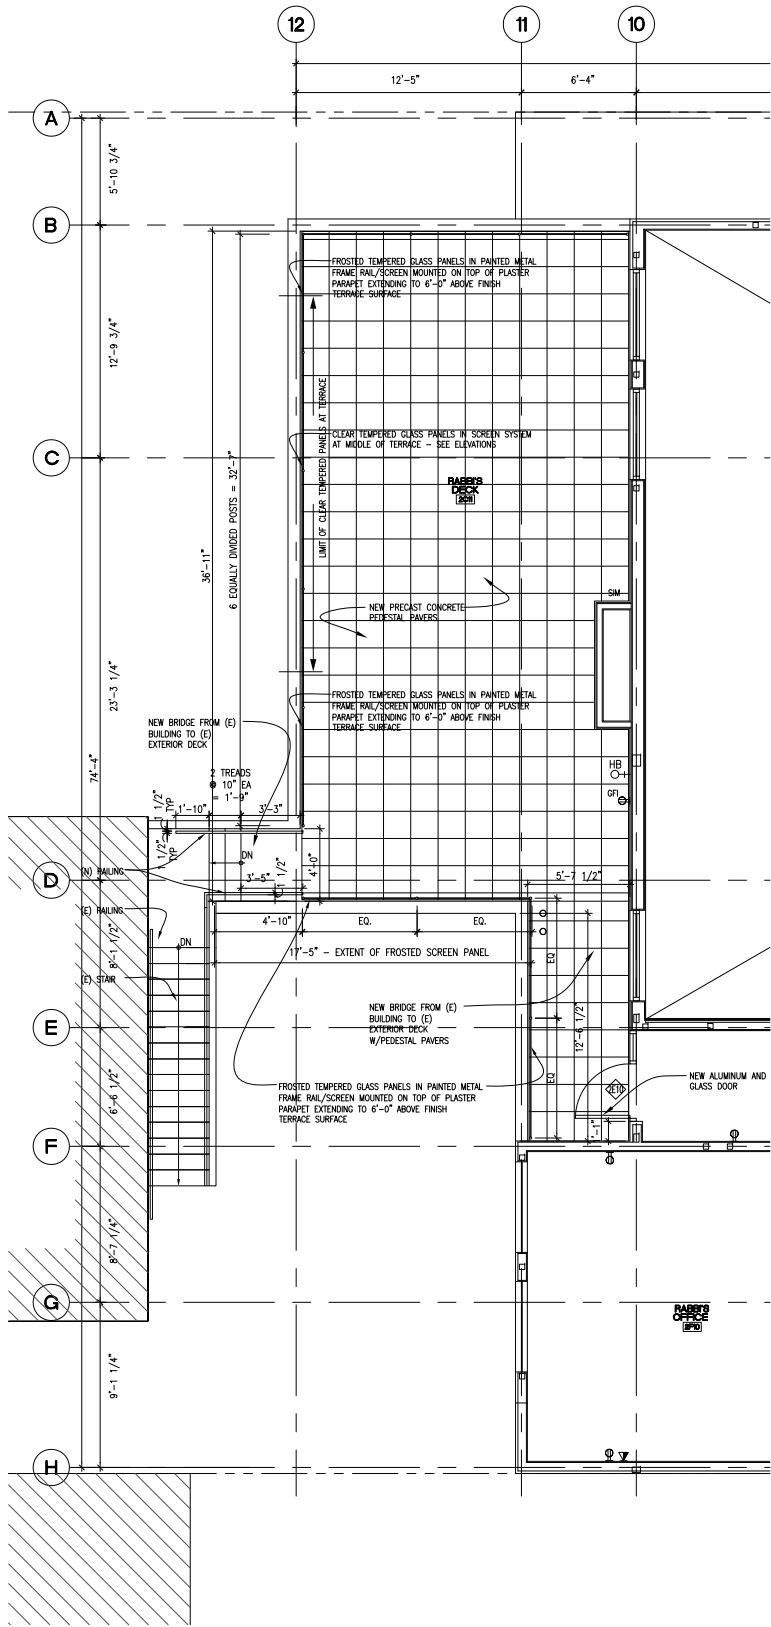 12
11
10
12'-5"
6'-4"
A
5'-10 3/4"
B
FROSTED TEMPERED GLASS PANELS IN PAINTED METAL
FRAME RAIL/SCREEN MOUNTED ON TOP OF PLASTER
PARAPET EXTENDING TO 6'-0" ABOVE FINISH
TERRACE SURFACE
12'-9 3/4"
LIMIT OF CLEAR TEMPERED PANELS AT TERRACE
CLEAR TEMPERED GLASS PANELS IN SCREEN SYSTEM
AT MIDDLE OF TERRACE - SEE ELEVATIONS
C
RABBI'S
DECK
2C11
36'-11"
6 EQUALLY DIVIDED POSTS = 32'-7"
SIM
NEW PRECAST CONCRETE
PEDESTAL PAVERS
23'-3 1/4"
FROSTED TEMPERED GLASS PANELS IN PAINTED METAL
FRAME RAIL/SCREEN MOUNTED ON TOP OF PLASTER
PARAPET EXTENDING TO 6'-0" ABOVE FINISH
TERRACE SURFACE
NEW BRIDGE FROM (E)
BUILDING TO (E)
EXTERIOR DECK
74'-4"
HB
2 TREADS
@ 10" EA
= 1'-9"
GFI
1 1/2"
TYP
1'-10"
3'-3"
1/2"
TYP
DN
4'-0"
(N) RAILING
D
3'-5"
1 1/2"
5'-7 1/2"
(E) RAILING
4'-10"
EQ.
EQ.
DN
8'-1 1/2"
17'-5" - EXTENT OF FROSTED SCREEN PANEL
EQ
(E) STAIR
NEW BRIDGE FROM (E)
BUILDING TO (E)
EXTERIOR DECK
W/PEDESTAL PAVERS
12'-6 1/2"
E
EQ
NEW ALUMINUM AND
GLASS DOOR
2E10
6'-6 1/2"
FROSTED TEMPERED GLASS PANELS IN PAINTED METAL
FRAME RAIL/SCREEN MOUNTED ON TOP OF PLASTER
PARAPET EXTENDING TO 6'-0" ABOVE FINISH
TERRACE SURFACE
1'-1"
F
8'-7 1/4"
G
RABBI'S
OFFICE
2F10
9'-1 1/4"
H